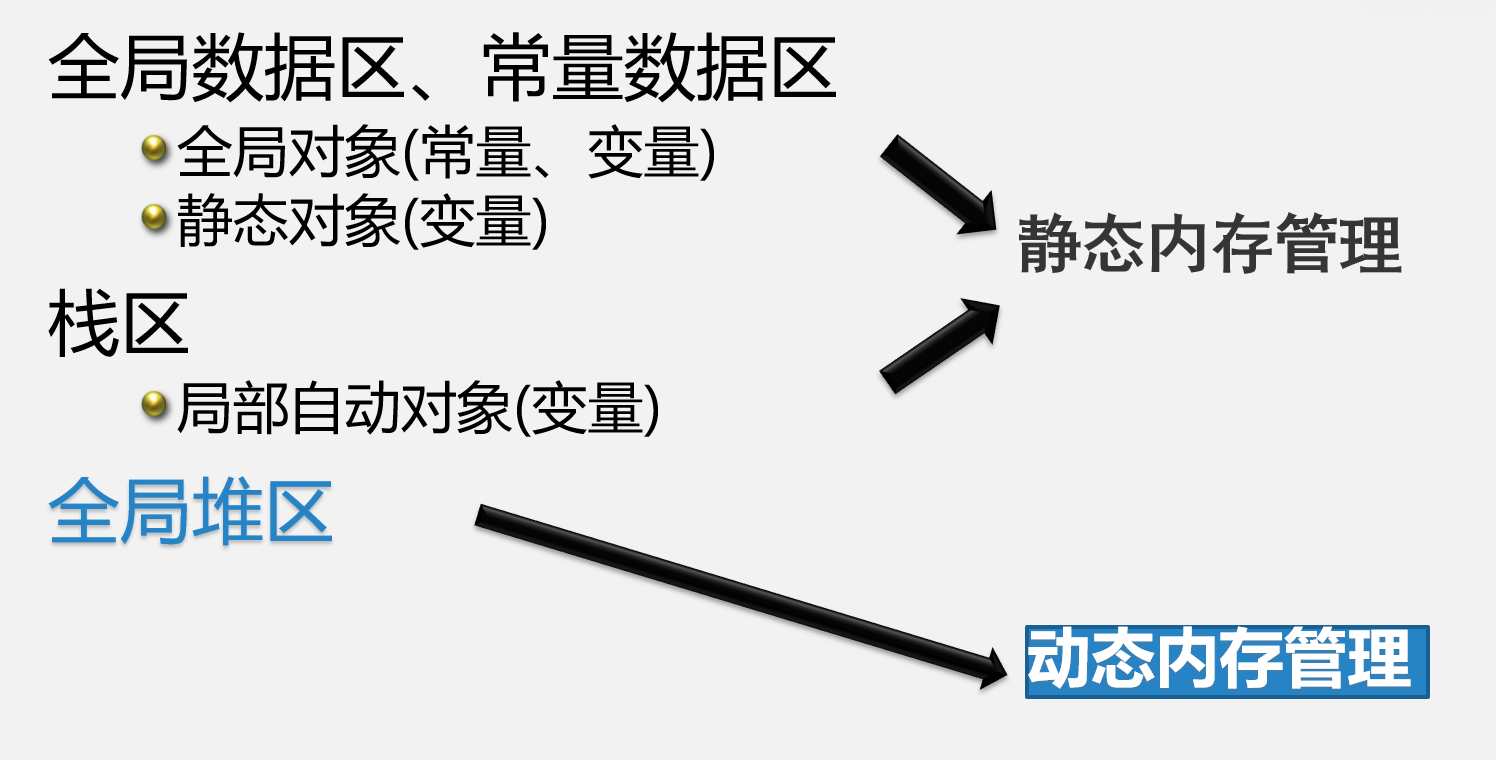 全局数据区、常量数据区
全局对象(常量、变量)
静态对象(变量)
静态内存管理
栈区
局部自动对象(变量)
全局堆区
动态内存管理